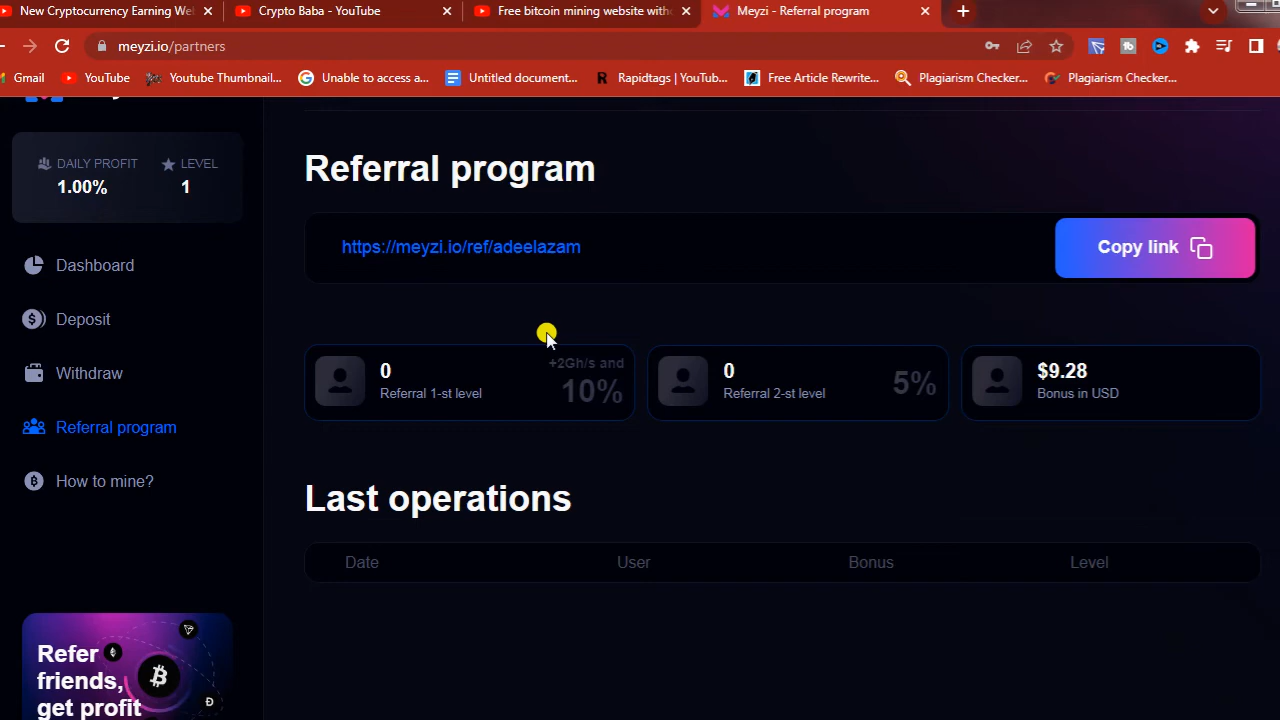 New Cryptocurrency Earning We
Crypto Baba - YouTube
Free bitcoin mining website with
Meyzi - Referral program
meyzi.io/partners
Gmail
YouTube
Youtube Thumbnail...
Unable to access a...
Untitled document...
Rapidtags | YouTub...
Free Article Rewrite...
Plagiarism Checker...
Plagiarism Checker...
DAILY PROFIT
1.00%
LEVEL
1
Dashboard
Deposit
Withdraw
Referral program
How to mine?
Refer
friends,
get profit
Referral program
https://meyzi.io/ref/adeelazam
Copy link
0
Referral 1-st level
+2Gh/s and
10%
0
Referral 2-st level
5%
$9.28
Bonus in USD
Last operations
Date User Bonus Level